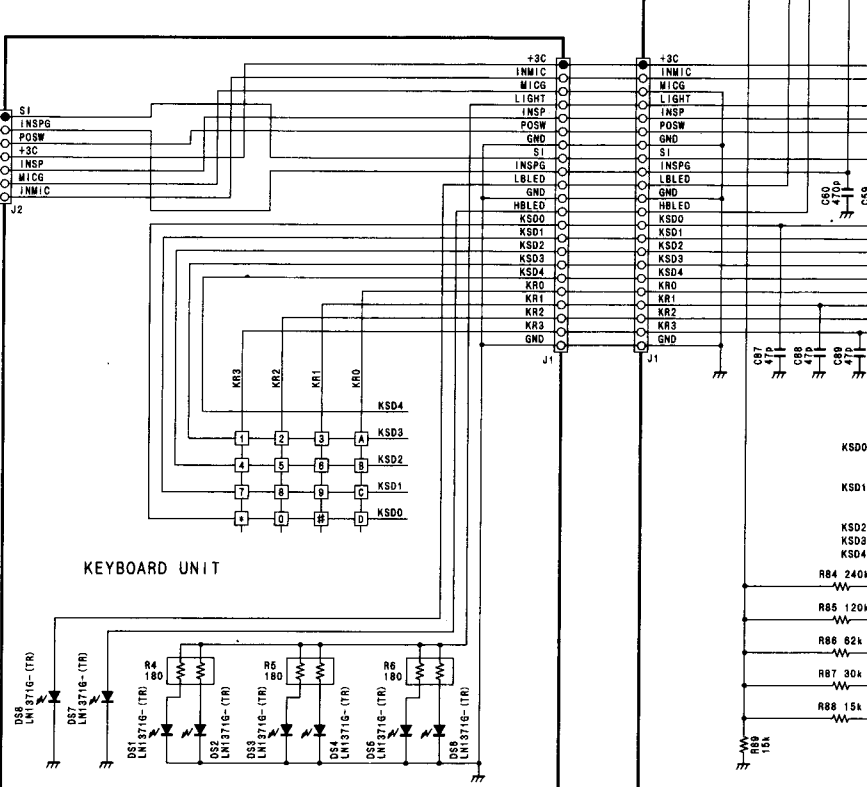 SI
INSPG
POSW
+3C
INSP
MICG
INMIC
J2
+3C
INMIC
MICG
LIGHT
INSP
POSW
GND
SI
INSPG
LBLED
GND
HBLED
KSD0
KSD1
KSD2
KSD3
KSD4
KR0
KR1
KR2
KR3
GND
J1
+3C
INMIC
MICG
LIGHT
INSP
POSW
GND
SI
INSPG
LBLED
GND
HBLED
KSD0
KSD1
KSD2
KSD3
KSD4
KR0
KR1
KR2
KR3
GND
J1
C60
470P
C59
C87
47P
C88
47P
C89
47P
KR3
KR2
KR1
KR0
KSD4
1 2 3 A KSD3
4 5 6 B KSD2
7 8 9 C KSD1
* 0 # D KSD0
KEYBOARD UNIT
KSD0
KSD1
KSD2
KSD3
KSD4
R84 240k
R85 120k
R86 62k
R87 30k
R88 15k
R89
15k
R4
180
R5
180
R6
180
DS8
LN1371G-(TR)
DS7
LN1371G-(TR)
DS1
LN1371G-(TR)
DS2
LN1371G-(TR)
DS3
LN1371G-(TR)
DS4
LN1371G-(TR)
DS5
LN1371G-(TR)
DS6
LN1371G-(TR)